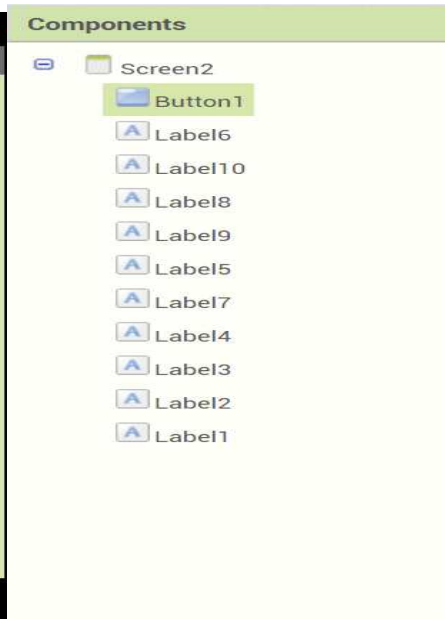 Components
Screen2
Button1
A Label6
A Label10
A Label8
A Label9
A Label5
A Label7
A Label4
A Label3
A Label2
A Label1